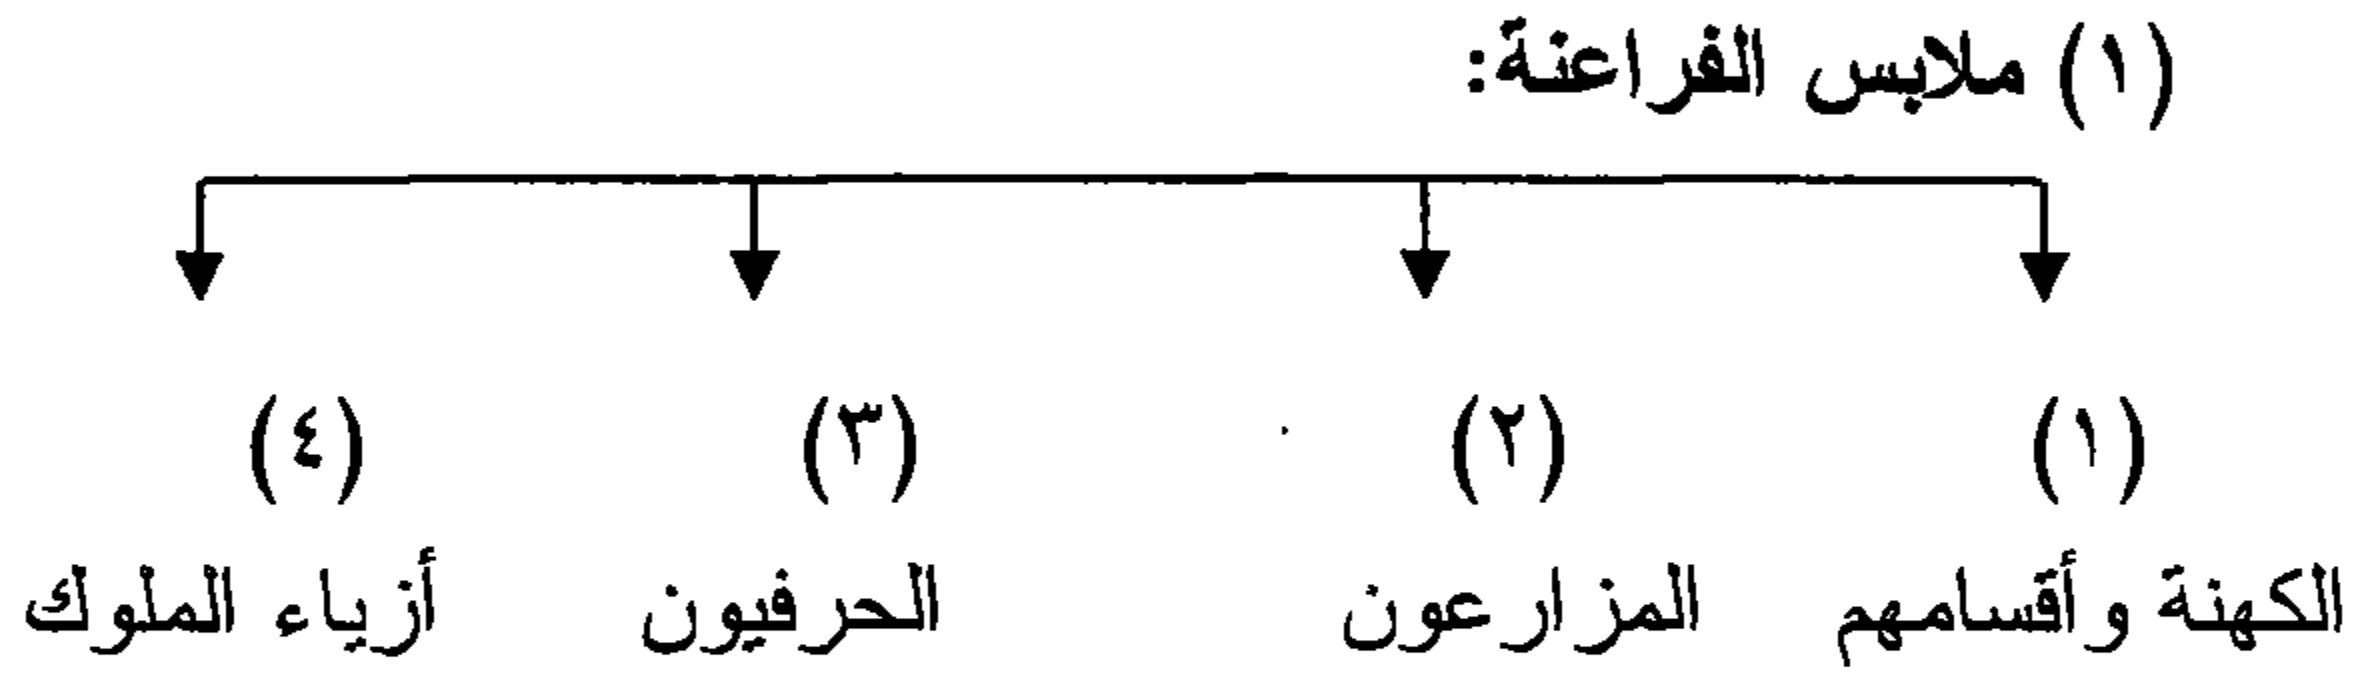 (١) ملابس الفراعنة:
(١) (٢) (٣) (٤)
الكهنة وأقسامهم المزارعون الحرفيون أزياء الملوك